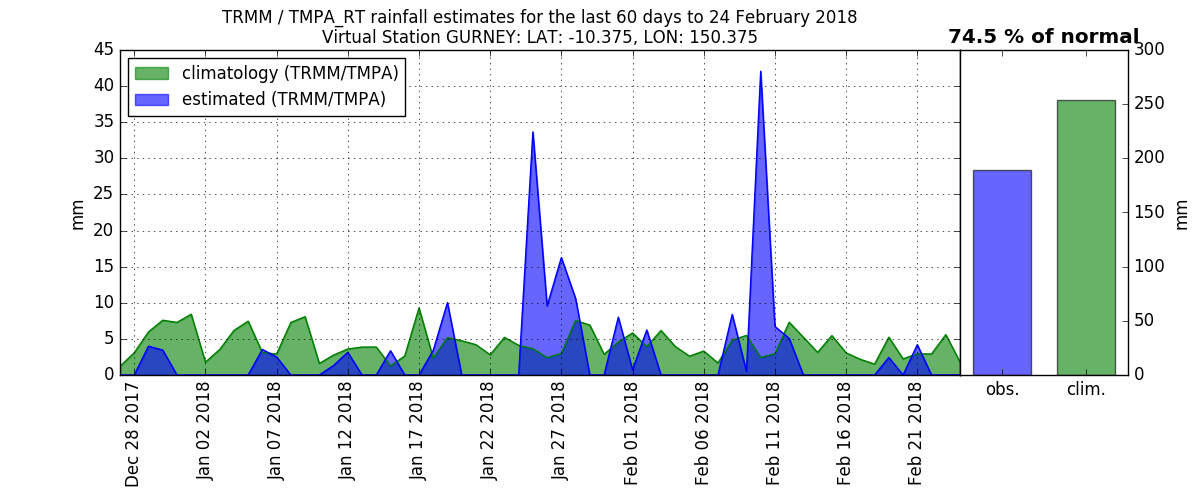 TRMM / TMPA_RT rainfall estimates for the last 60 days to 24 February 2018
Virtual Station GURNEY: LAT: -10.375, LON: 150.375
74.5 % of normal
climatology (TRMM/TMPA)
estimated (TRMM/TMPA)
mm
45
40
35
30
25
20
15
10
5
0
Dec 28 2017
Jan 02 2018
Jan 07 2018
Jan 12 2018
Jan 17 2018
Jan 22 2018
Jan 27 2018
Feb 01 2018
Feb 06 2018
Feb 11 2018
Feb 16 2018
Feb 21 2018
obs.
clim.
300
250
200
150
100
50
0
mm